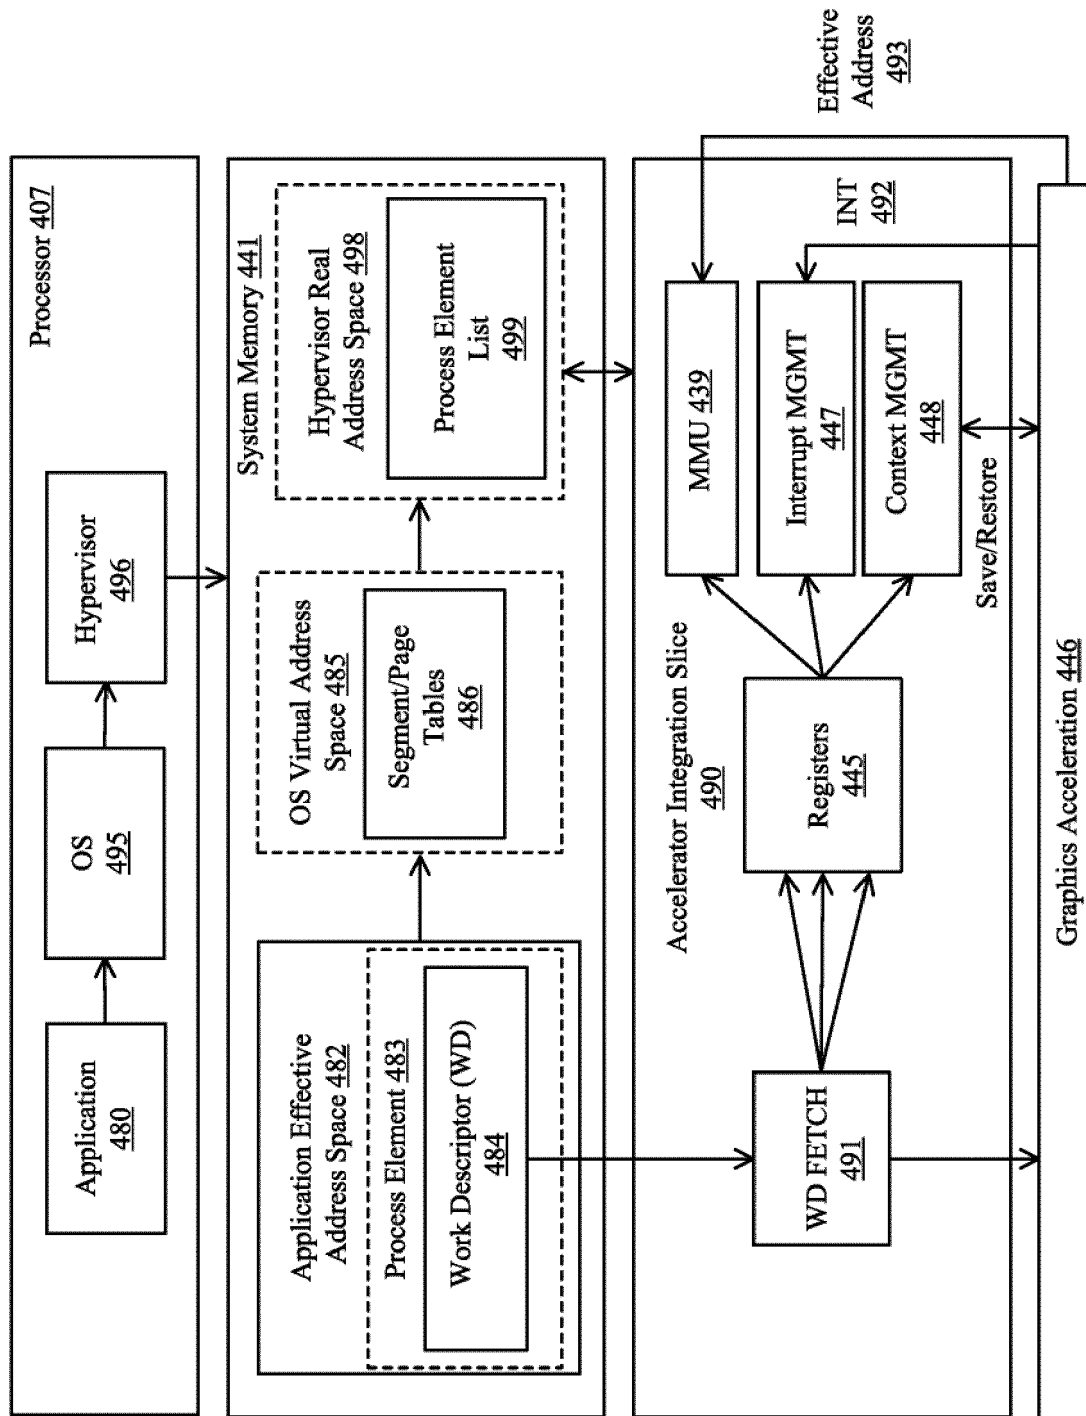 Processor 407
Application
480
OS
495
Hypervisor
496
System Memory 441
Application Effective
Address Space 482
Process Element 483
Work Descriptor (WD)
484
OS Virtual Address
Space 485
Segment/Page
Tables
486
Hypervisor Real
Address Space 498
Process Element
List
499
Accelerator Integration Slice
490
WD FETCH
491
Registers
445
MMU 439
Interrupt MGMT
447
Context MGMT
448
Save/Restore
INT
492
Effective
Address
493
Graphics Acceleration 446